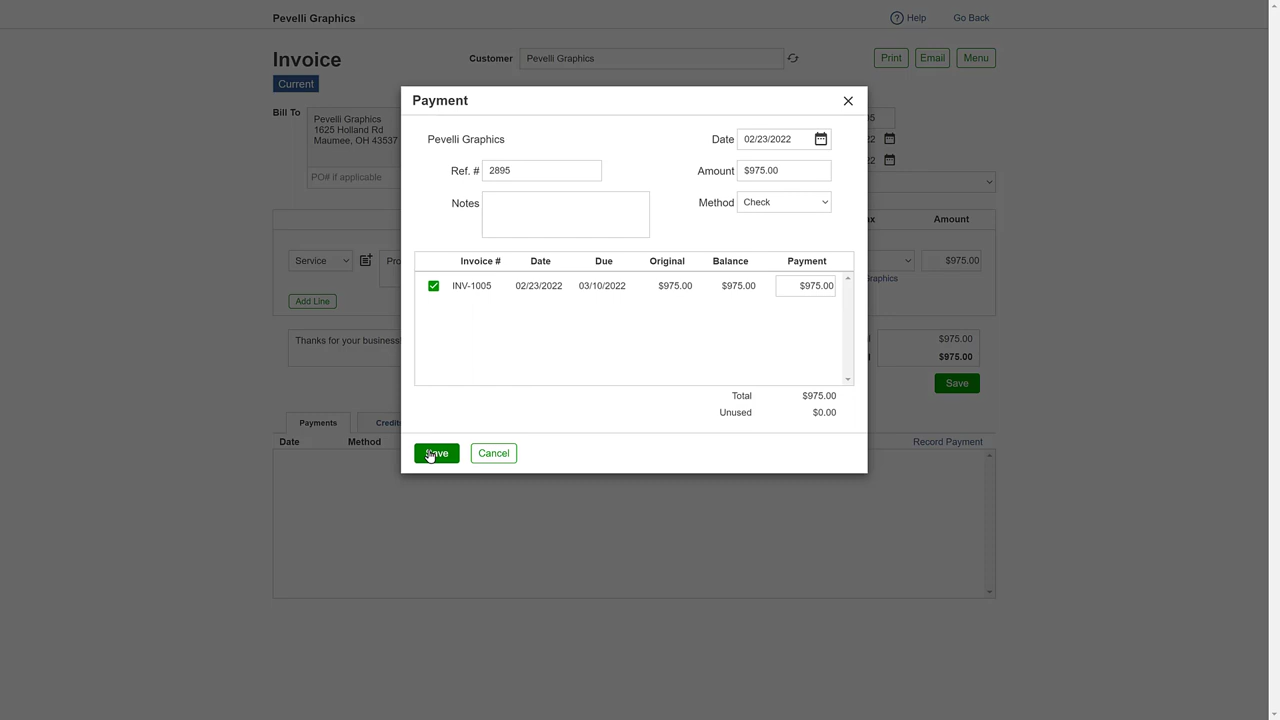 Pevelli Graphics
Help
Go Back
Invoice
Customer
Pevelli Graphics
Print
Email
Menu
Current
Bill To
Pevelli Graphics
1625 Holland Rd
Maumee, OH 43537
PO# if applicable
Payment
Pevelli Graphics
Date
02/23/2022
Ref. #
2895
Amount
$975.00
Notes
Method
Check
Invoice #
Date
Due
Original
Balance
Payment
INV-1005
02/23/2022
03/10/2022
$975.00
$975.00
$975.00
Total
$975.00
Unused
$0.00
Save
Cancel
Amount
Service
$975.00
Add Line
Thanks for your business
$975.00
$975.00
Save
Payments
Date
Method
Record Payment